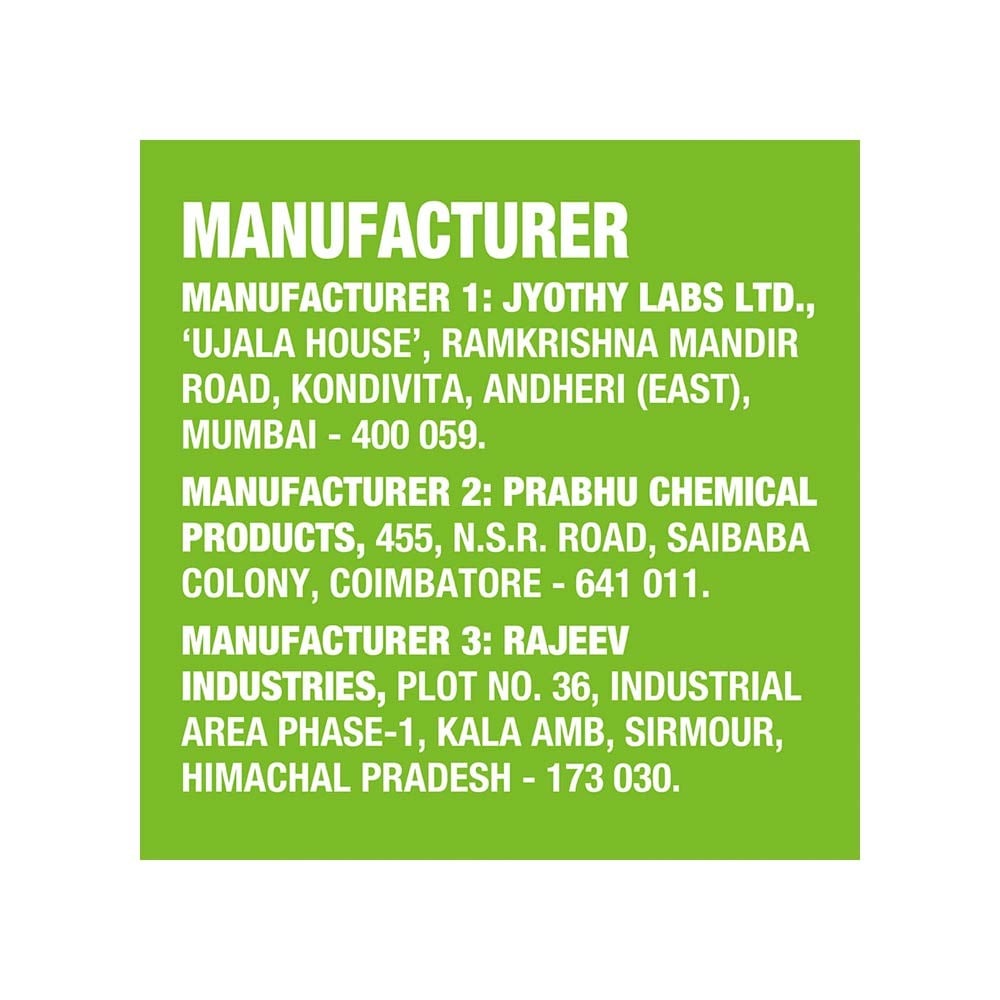 MANUFACTURER
MANUFACTURER 1: JYOTHY LABS LTD.,
‘UJALA HOUSE’, RAMKRISHNA MANDIR
ROAD, KONDIVITA, ANDHERI (EAST),
MUMBAI - 400 059.
MANUFACTURER 2: PRABHU CHEMICAL
PRODUCTS, 455, N.S.R. ROAD, SAIBABA
COLONY, COIMBATORE - 641 011.
MANUFACTURER 3: RAJEEV
INDUSTRIES, PLOT NO. 36, INDUSTRIAL
AREA PHASE-1, KALA AMB, SIRMOUR,
HIMACHAL PRADESH - 173 030.